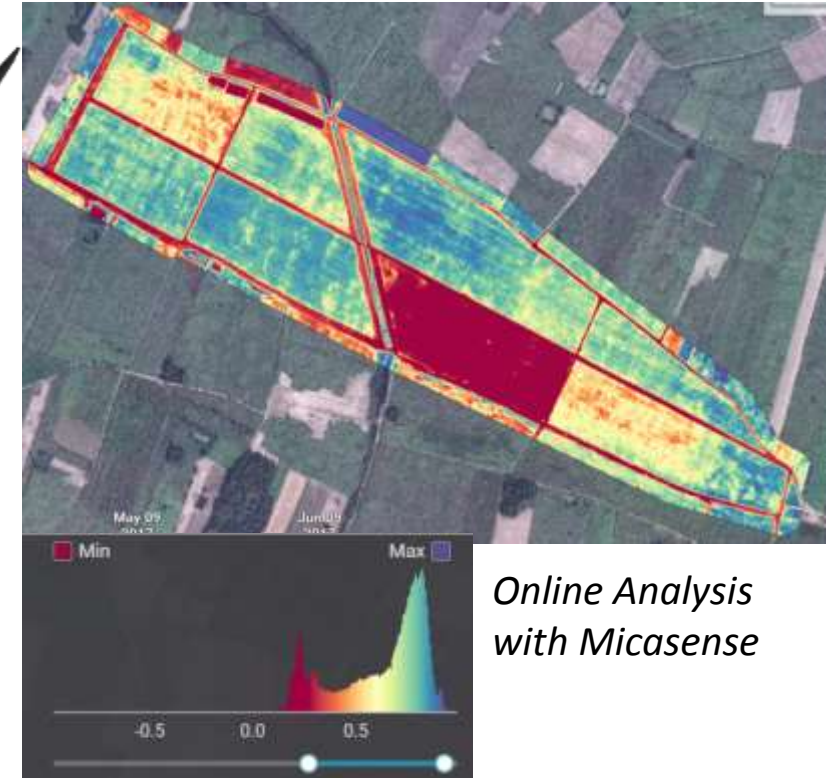 May 09
2017
Jun 09
2017
Min
Max
-0.5
0.0
0.5
Online Analysis
with Micasense